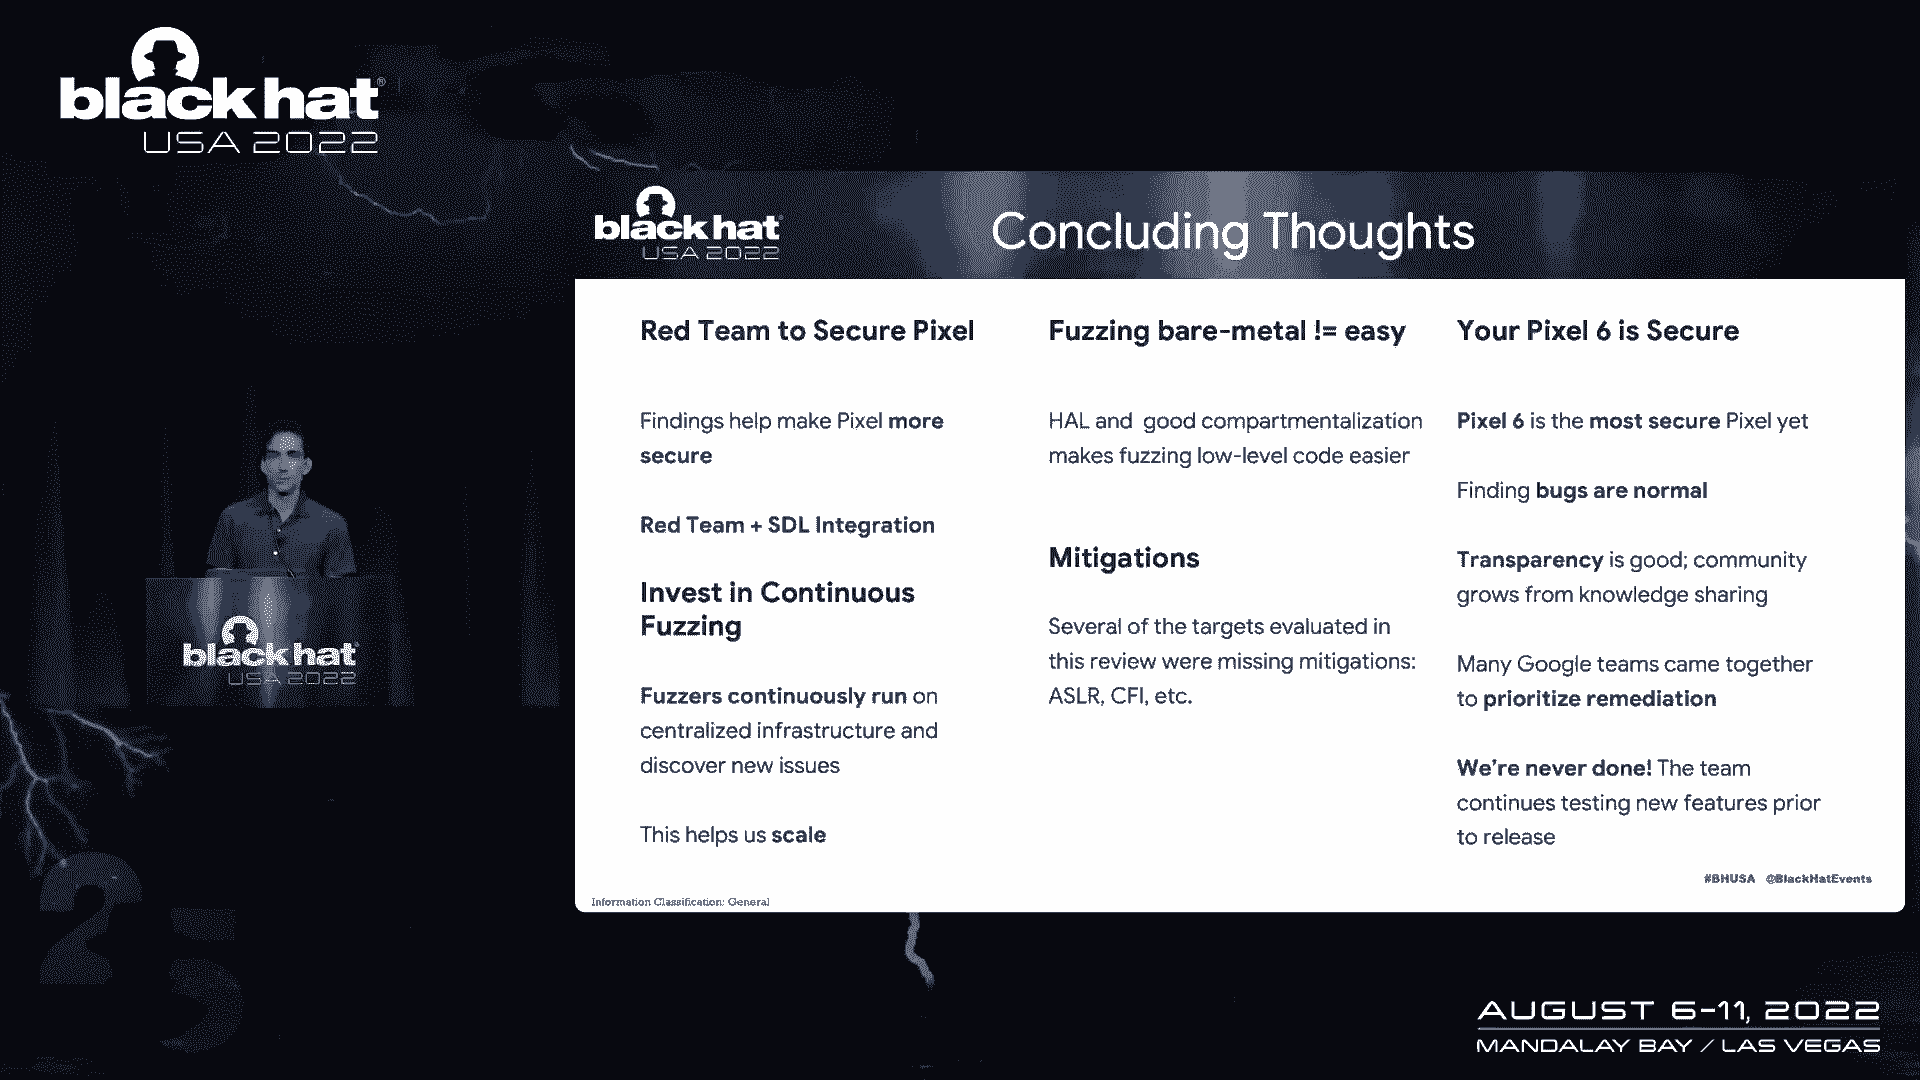 black hat®
USA 2022
black hat
USA 2022
Concluding Thoughts
Red Team to Secure Pixel
Findings help make Pixel more
secure
Red Team + SDL Integration
Invest in Continuous
Fuzzing
Fuzzers continuously run on
centralized infrastructure and
discover new issues
This helps us scale
Fuzzing bare-metal != easy
HAL and good compartmentalization
makes fuzzing low-level code easier
Mitigations
Several of the targets evaluated in
this review were missing mitigations:
ASLR, CFI, etc.
Your Pixel 6 is Secure
Pixel 6 is the most secure Pixel yet
Finding bugs are normal
Transparency is good; community
grows from knowledge sharing
Many Google teams came together
to prioritize remediation
We're never done! The team
continues testing new features prior
to release
#BHUSA @BlackHatEvents
Information Classification: General
black hat
USA 2022
25
AUGUST 6-11, 2022
MANDALAY BAY / LAS VEGAS